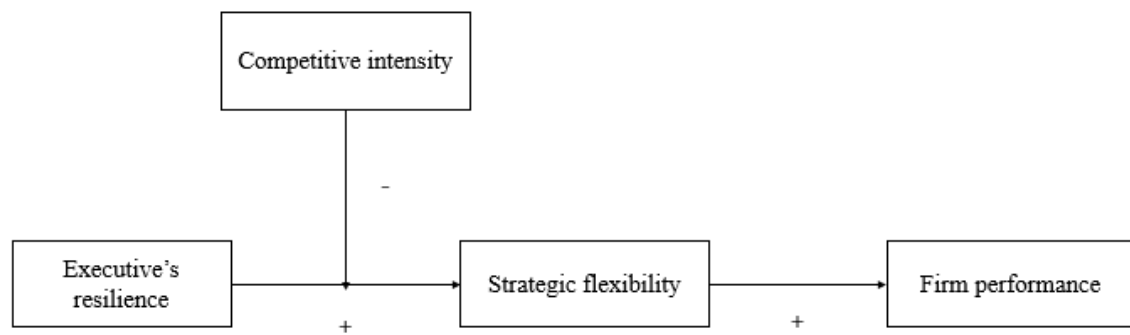 Competitive intensity
-
Executive’s
resilience
Strategic flexibility
Firm performance
+
+